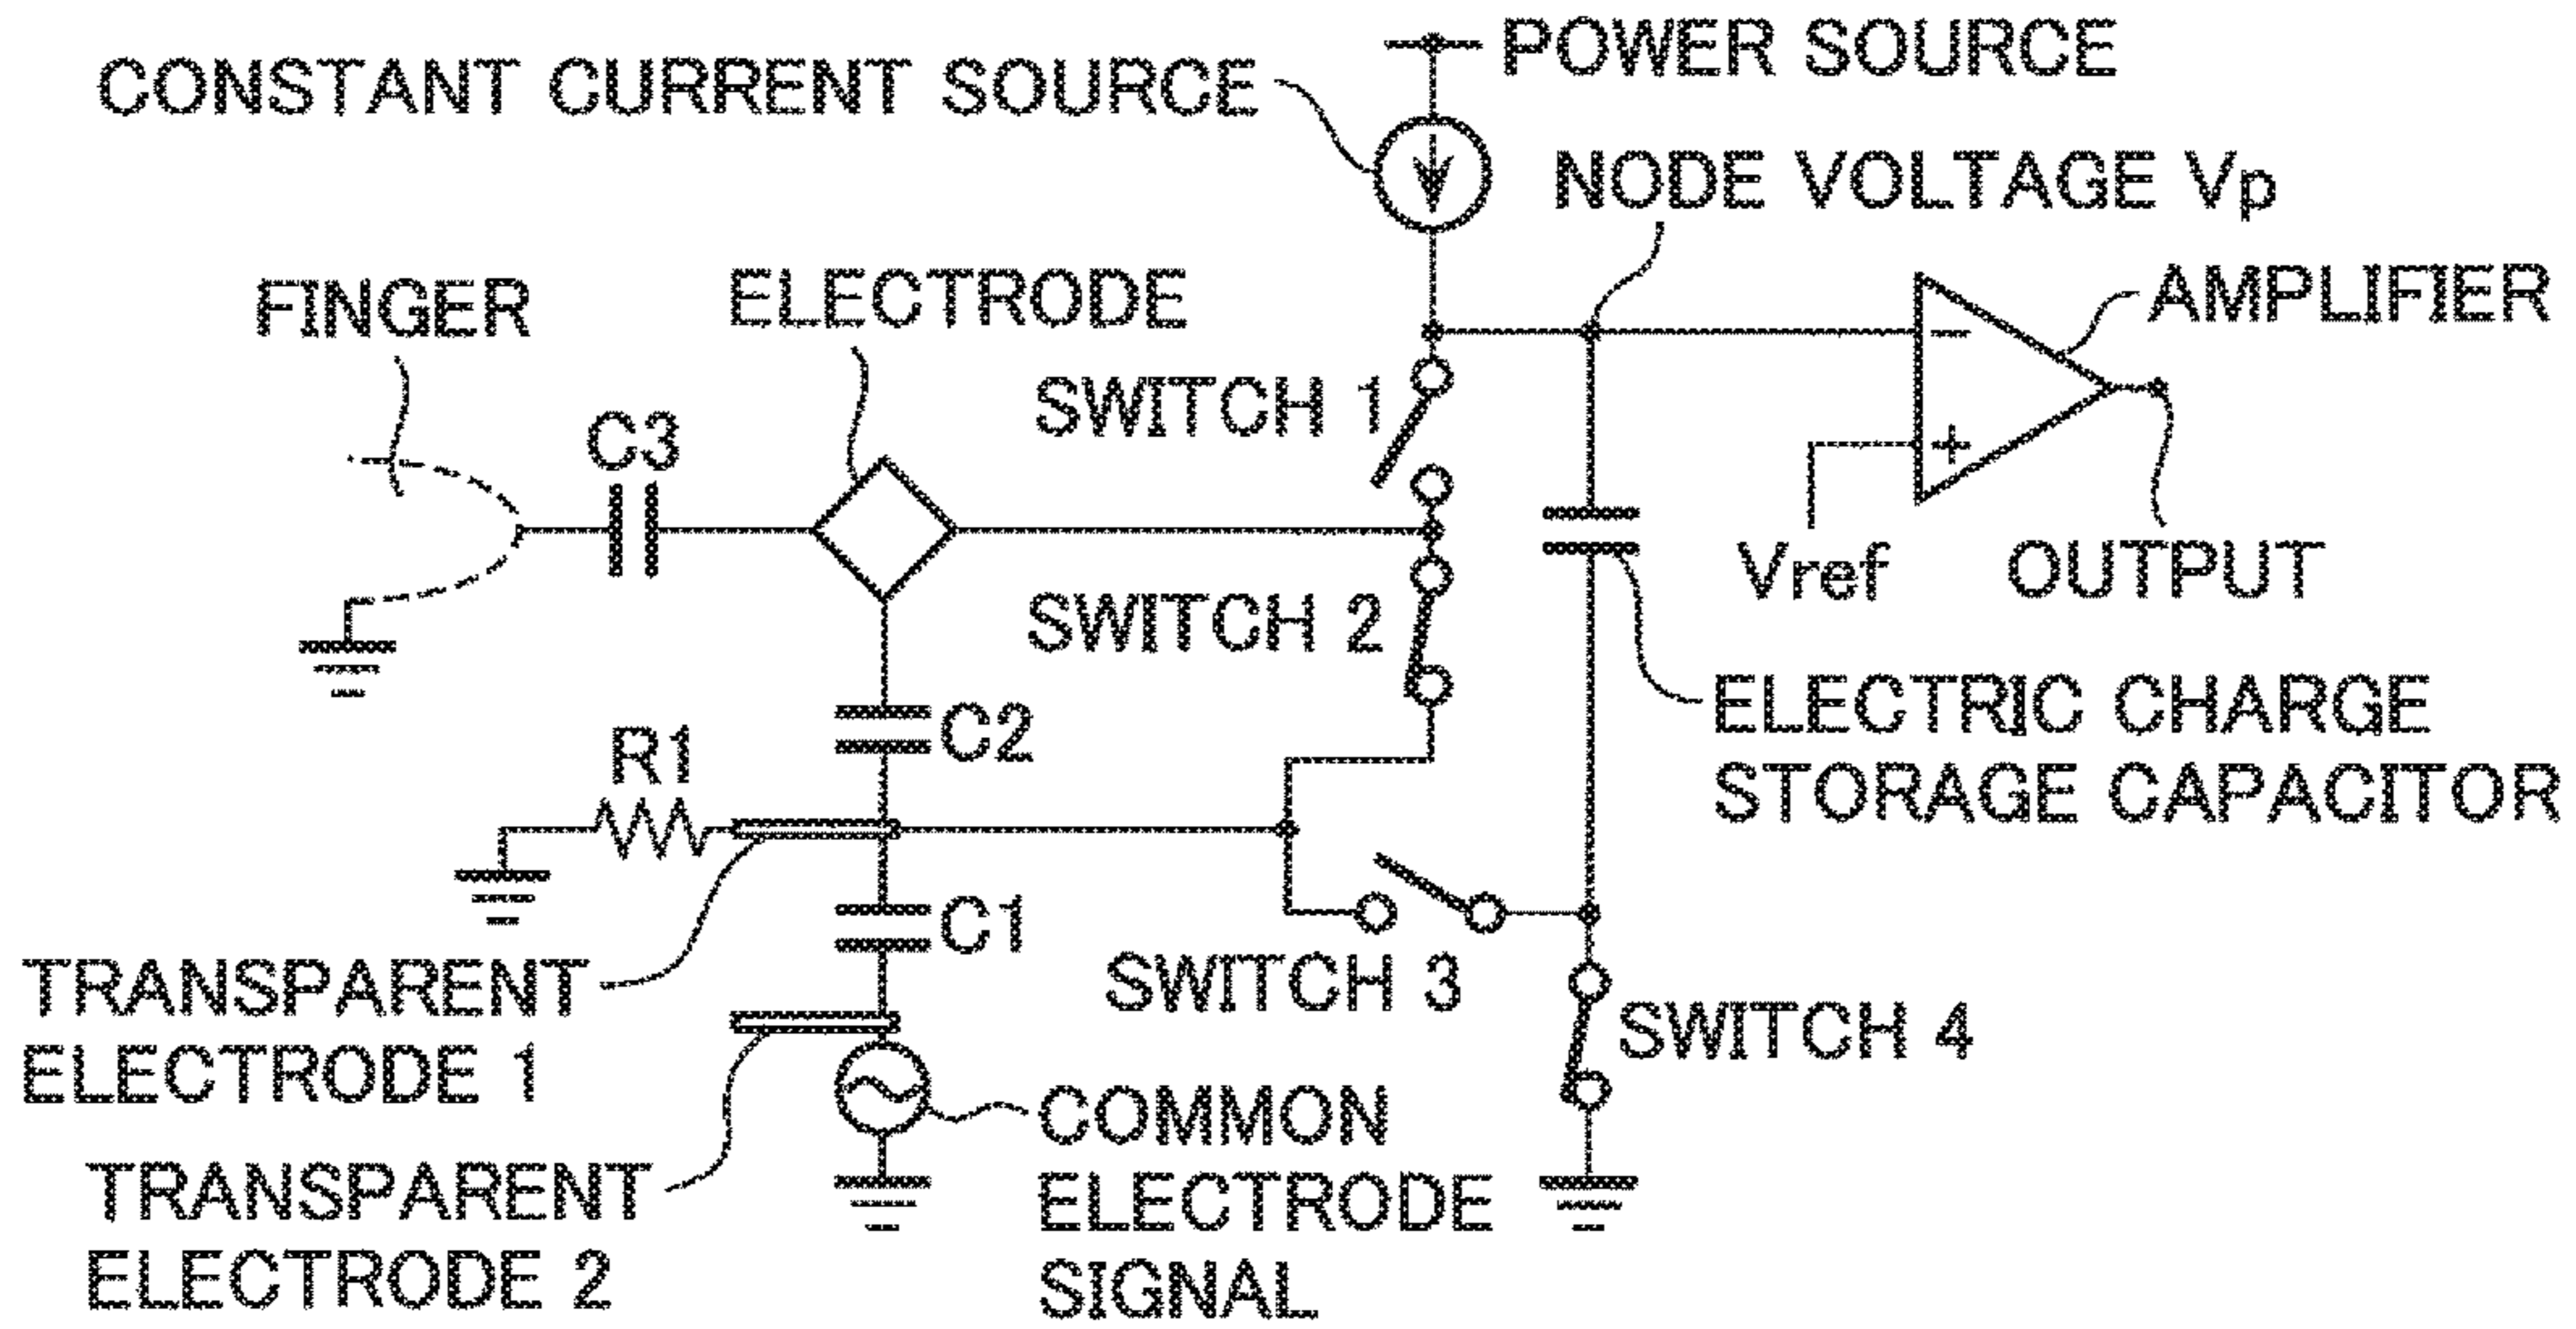 POWER SOURCE
CONSTANT CURRENT SOURCE
NODE VOLTAGE Vp
AMPLIFIER
FINGER
ELECTRODE
SWITCH 1
C3
−
+
Vref
OUTPUT
SWITCH 2
ELECTRIC CHARGE
STORAGE CAPACITOR
C2
R1
C1
SWITCH 3
TRANSPARENT
ELECTRODE 1
SWITCH 4
COMMON
ELECTRODE
SIGNAL
TRANSPARENT
ELECTRODE 2